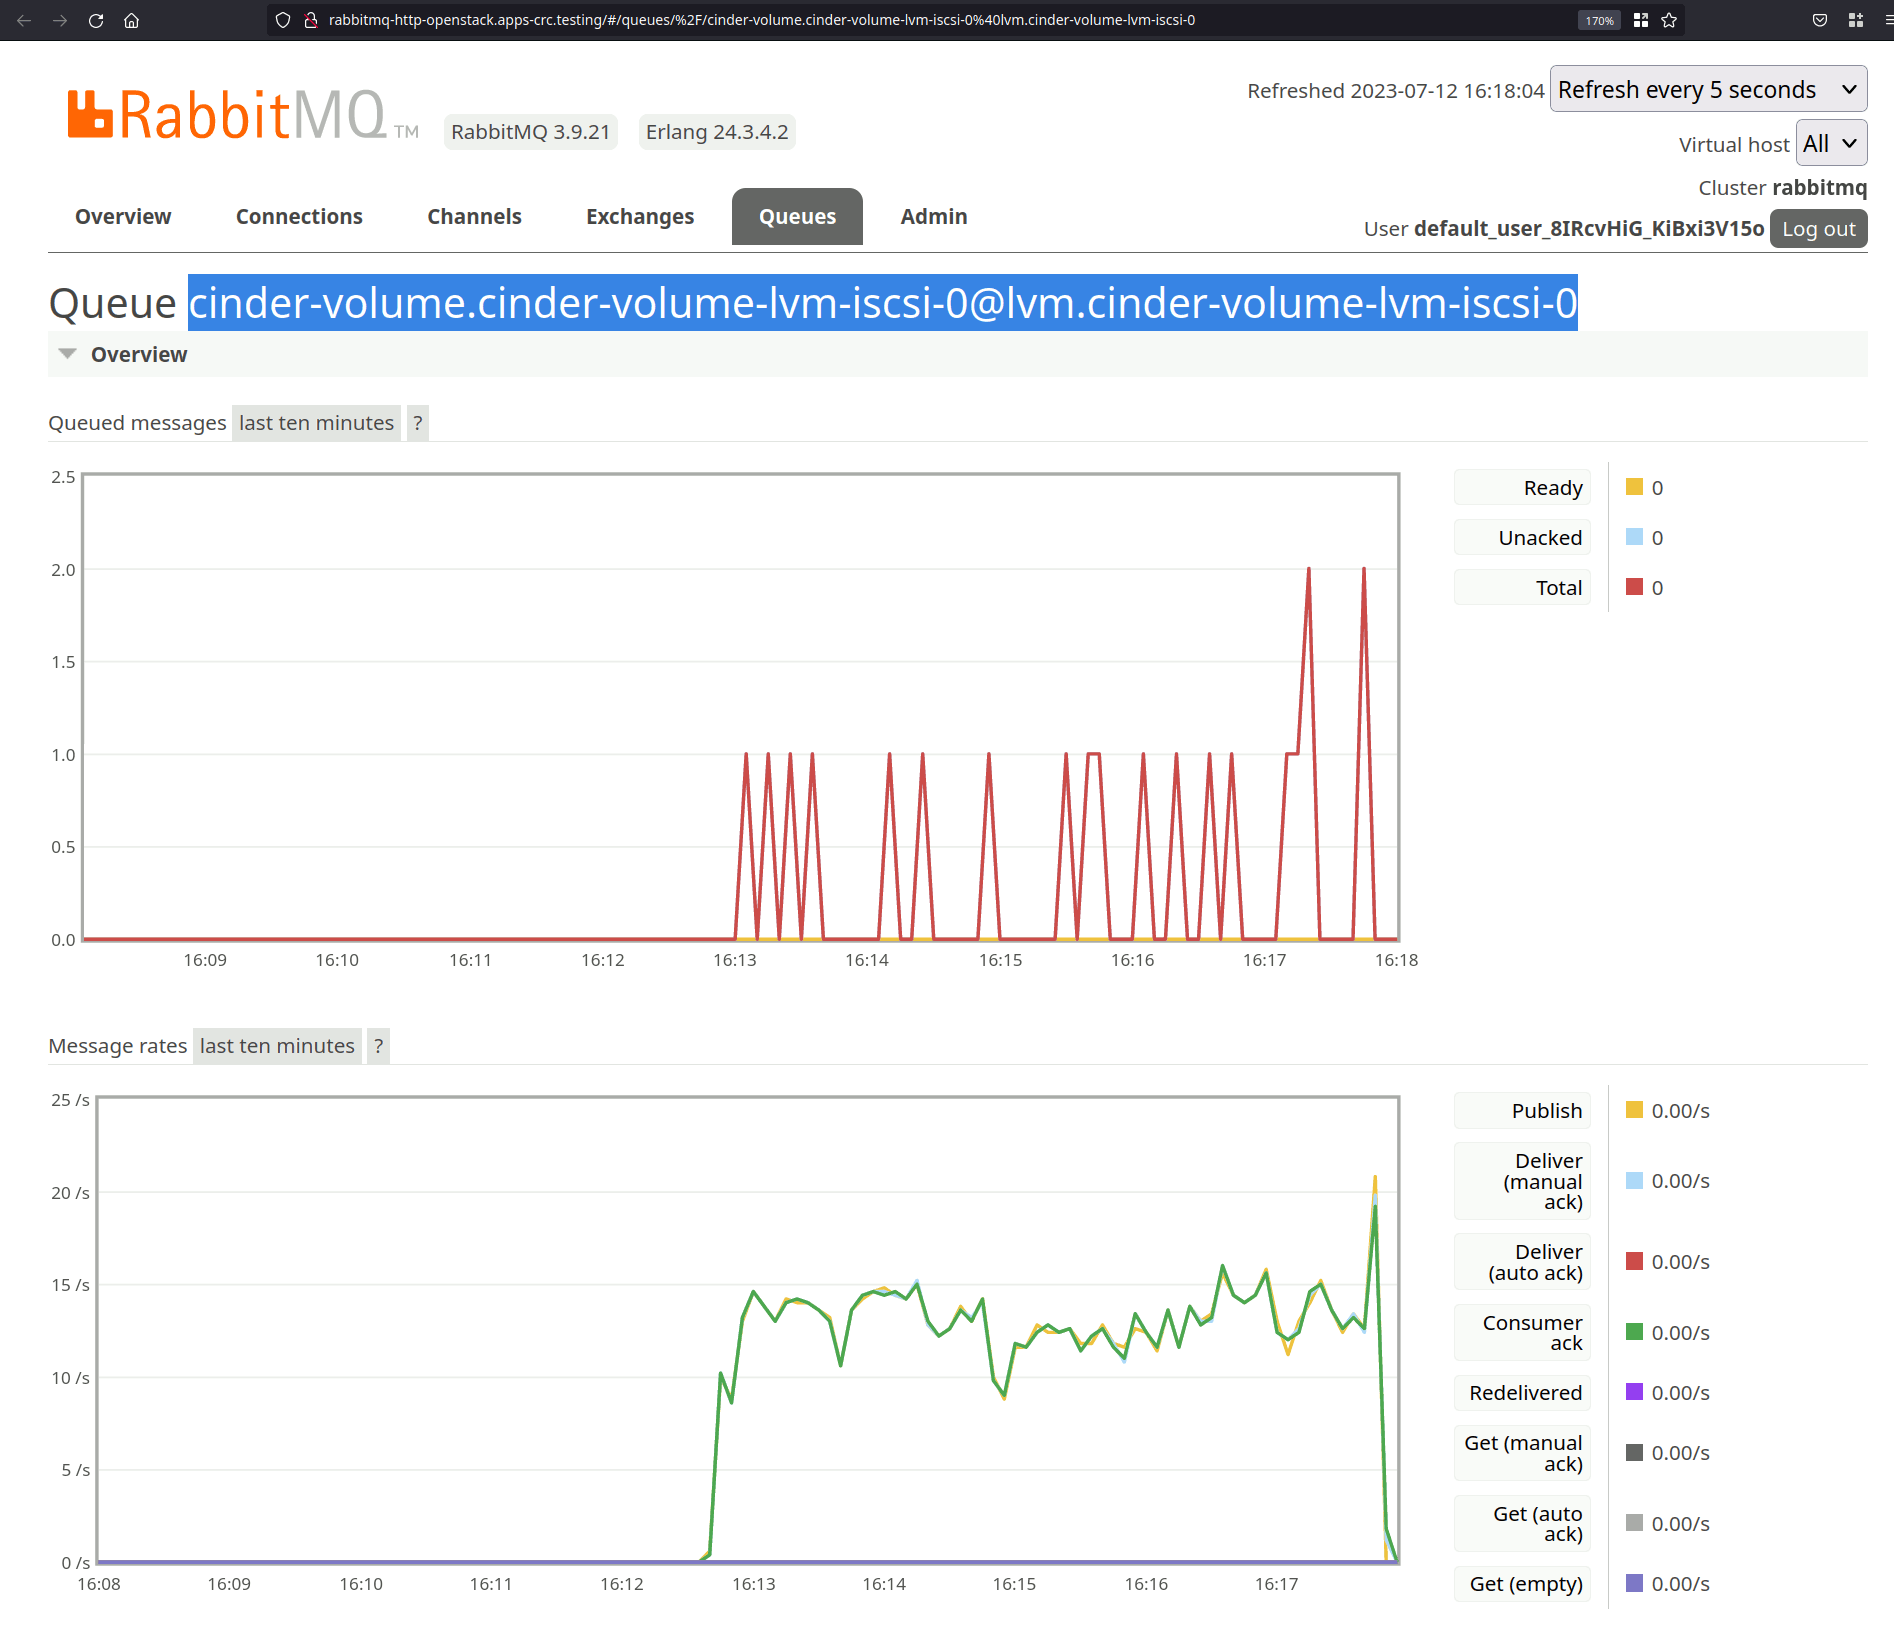 rabbitmq-http-openstack.apps-crc.testing/#/queues/%2F/cinder-volume.cinder-volume-lvm-iscsi-0%40lvm.cinder-volume-lvm-iscsi-0
170%
RabbitMQ TM
RabbitMQ 3.9.21
Erlang 24.3.4.2
Refreshed 2023-07-12 16:18:04 Refresh every 5 seconds
Virtual host All
Cluster rabbitmq
User default_user_8IRcvHiG_KiBxi3V15o Log out
Overview Connections Channels Exchanges Queues Admin
Queue cinder-volume.cinder-volume-lvm-iscsi-0@lvm.cinder-volume-lvm-iscsi-0
Overview
Queued messages last ten minutes ?
2.5
2.0
1.5
1.0
0.5
0.0
16:09 16:10 16:11 16:12 16:13 16:14 16:15 16:16 16:17 16:18
Ready 0
Unacked 0
Total 0
Message rates last ten minutes ?
25 /s
20 /s
15 /s
10 /s
5 /s
0 /s
16:08 16:09 16:10 16:11 16:12 16:13 16:14 16:15 16:16 16:17
Publish 0.00/s
Deliver
(manual
ack) 0.00/s
Deliver
(auto ack) 0.00/s
Consumer
ack 0.00/s
Redelivered 0.00/s
Get (manual
ack) 0.00/s
Get (auto
ack) 0.00/s
Get (empty) 0.00/s